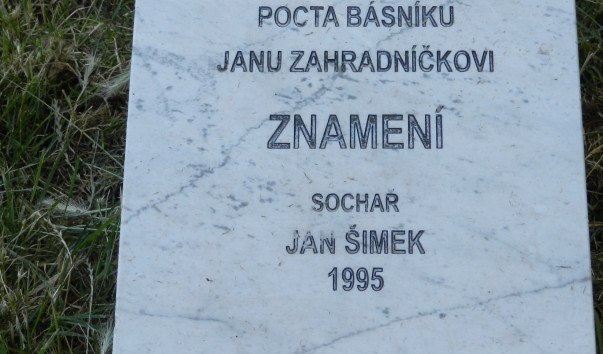 POCTA BÁSNÍKU
JANU ZAHRADNÍČKOVI
ZNAMENÍ
SOCHAR
JAN ŠIMEK
1995